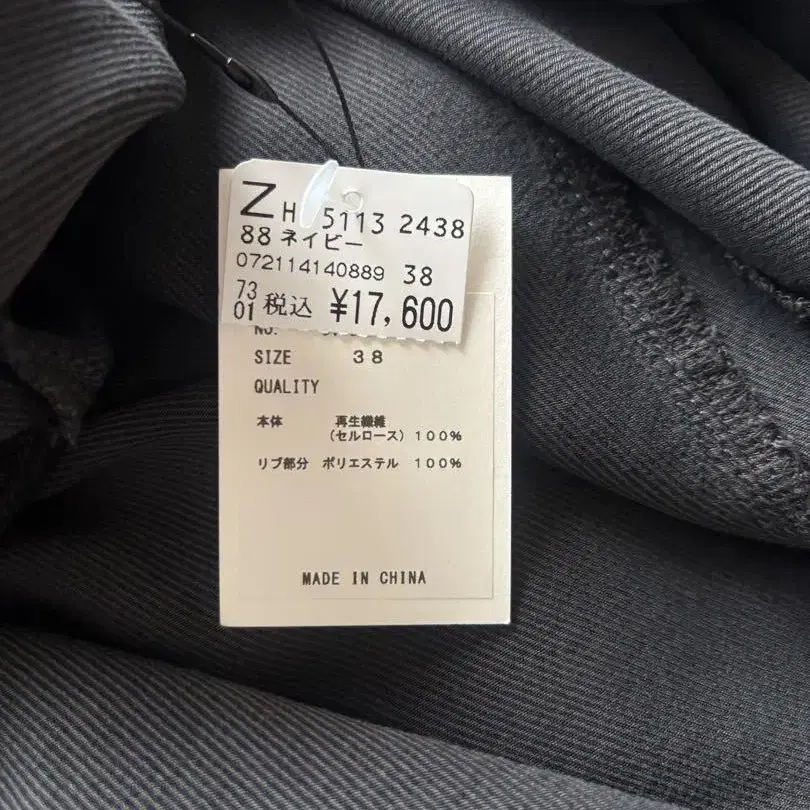 Z H 5113 2438
88 ネイビー
072114140889 38
73
01 税込 ¥17,600
NO.
SIZE 38
QUALITY
本体 再生繊維
(セルロース) 100%
リブ部分 ポリエステル 100%
MADE IN CHINA